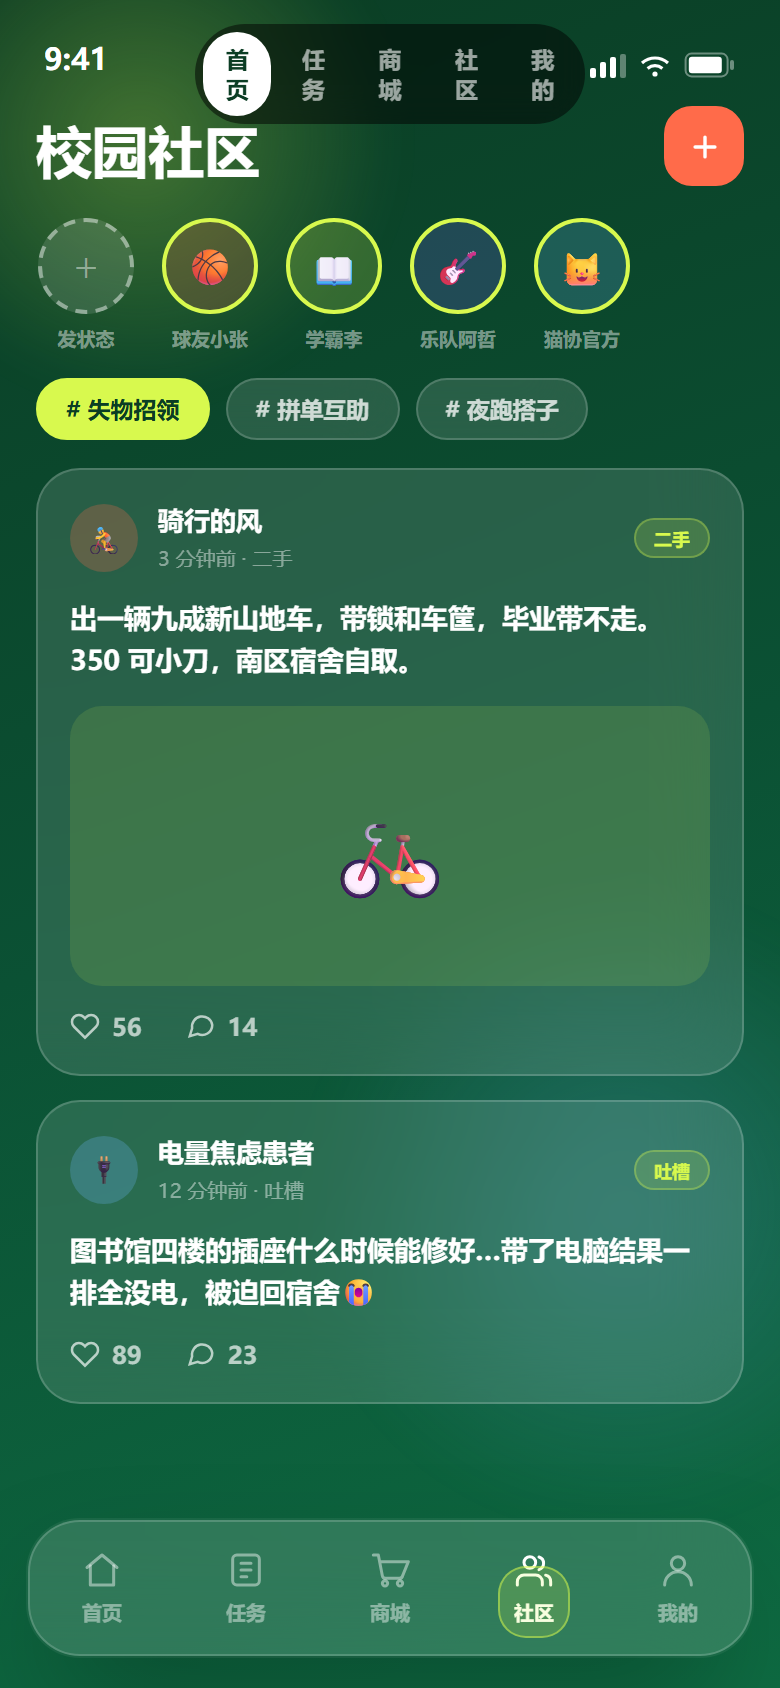 9:41
首页
任务
商城
社区
我的
校园社区
发状态
球友小张
学霸李
乐队阿哲
猫协官方
# 失物招领
# 拼单互助
# 夜跑搭子
骑行的风
3 分钟前 · 二手
二手
出一辆九成新山地车，带锁和车筐，毕业带不走。
350 可小刀，南区宿舍自取。
56
14
电量焦虑患者
12 分钟前 · 吐槽
吐槽
图书馆四楼的插座什么时候能修好…带了电脑结果一
排全没电，被迫回宿舍😭
89
23
首页
任务
商城
社区
我的